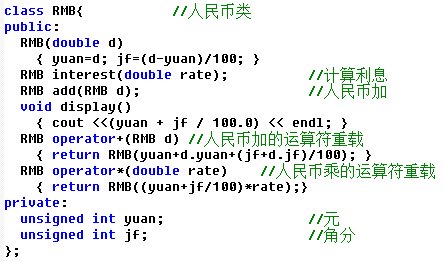 class RMB{ //人民币类
public:
RMB(double d)
{ yuan=d; jf=(d-yuan)/100; }
RMB interest(double rate); //计算利息
RMB add(RMB d); //人民币加
void display()
{ cout <<(yuan + jf / 100.0) << endl; }
RMB operator+(RMB d) //人民币加的运算符重载
{ return RMB(yuan+d.yuan+(jf+d.jf)/100); }
RMB operator*(double rate) //人民币乘的运算符重载
{ return RMB((yuan+jf/100)*rate);}
private:
unsigned int yuan; //元
unsigned int jf; //角分
};